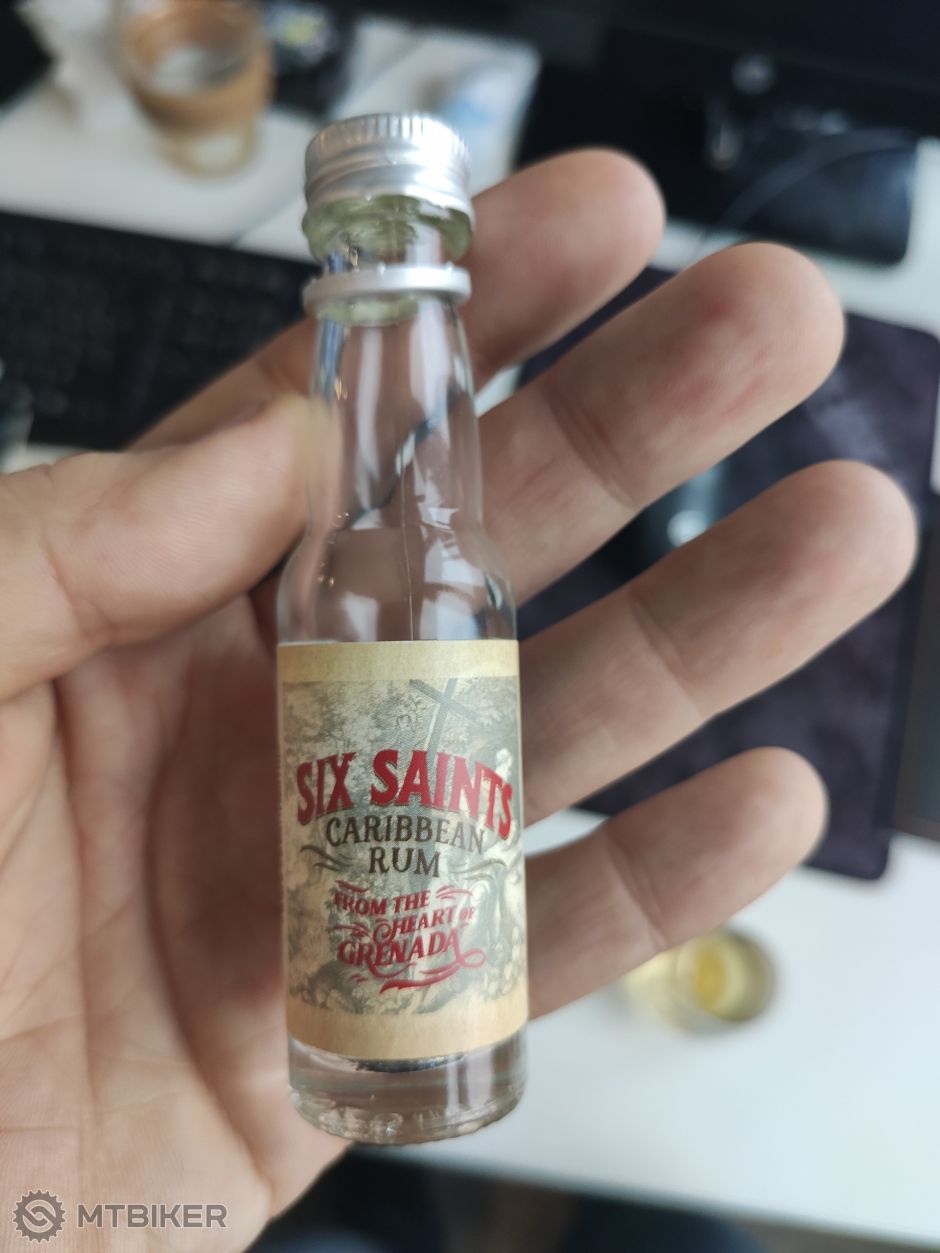 SIX SAINTS
CARIBBEAN
RUM
FROM THE
HEART OF
GRENADA
MTBIKER